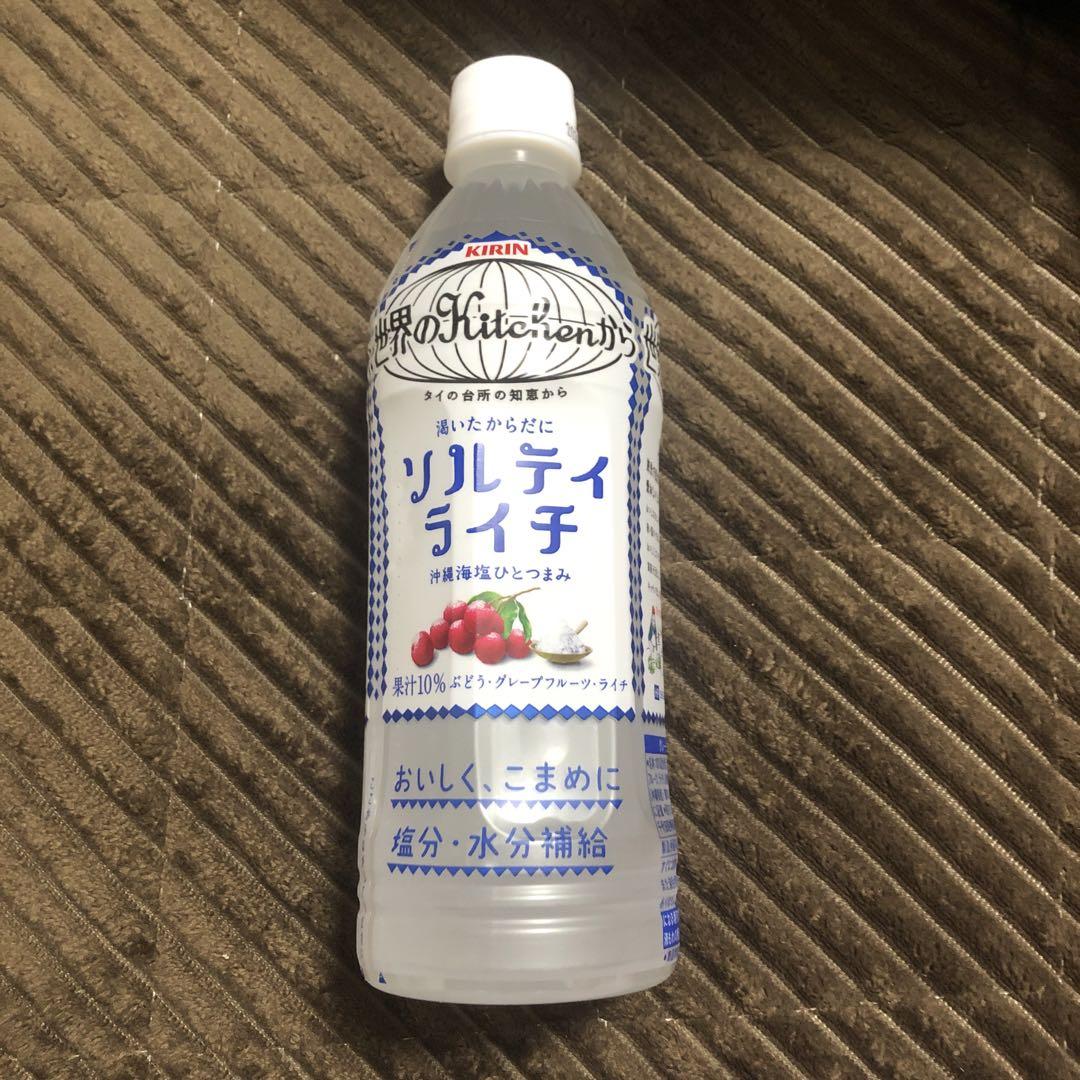 KIRIN
世界のKitchenから
タイの台所の知恵から
渇いたからだに
ソルティ
ライチ
沖縄海塩ひとつまみ
果汁10% ぶどう・グレープフルーツ・ライチ
おいしく、こまめに
塩分・水分補給